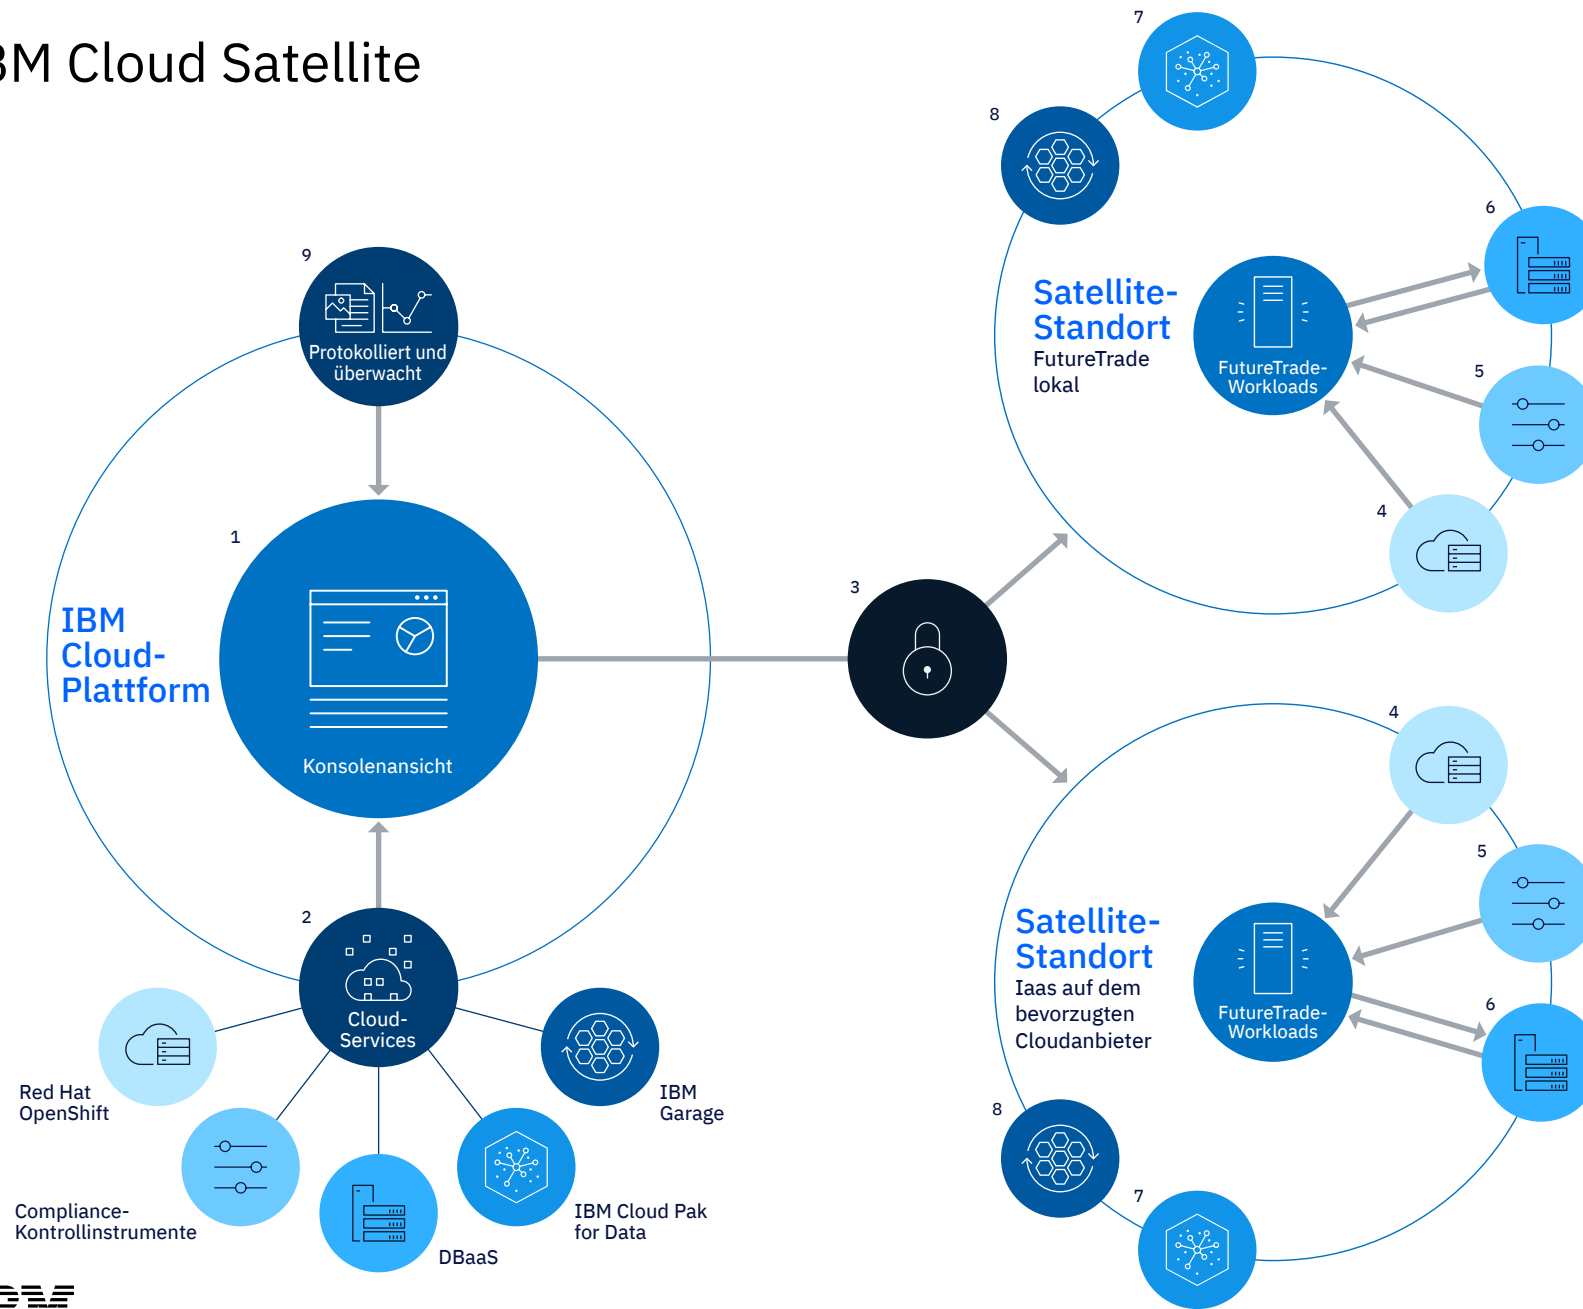 BM Cloud Satellite
9
Protokolliert und
überwacht
1
IBM
Cloud-
Plattform
Konsolenansicht
2
Cloud-
Services
Red Hat
OpenShift
Compliance-
Kontrollinstrumente
DBaaS
IBM Cloud Pak
for Data
IBM
Garage
3
7
8
6
Satellite-
Standort
FutureTrade
lokal
FutureTrade-
Workloads
5
4
4
5
Satellite-
Standort
Iaas auf dem
bevorzugten
Cloudanbieter
FutureTrade-
Workloads
6
8
7
IBM